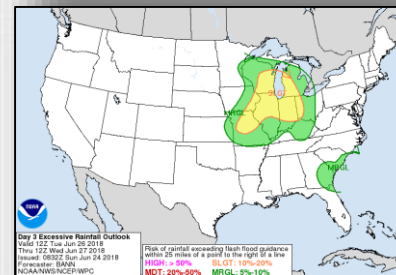 SLGT
MRGL
MRGL
NOAA
Day 3 Excessive Rainfall Outlook
Valid 12Z Tue Jun 26 2018
Thru 12Z Wed Jun 27 2018
Issued: 0832Z Sun Jun 24 2018
Forecaster: BANN
NOAA/NWS/NCEP/WPC
Risk of rainfall exceeding flash flood guidance
within 25 miles of a point to the right of a line
HIGH: > 50% SLGT: 10%-20%
MDT: 20%-50% MRGL: 5%-10%